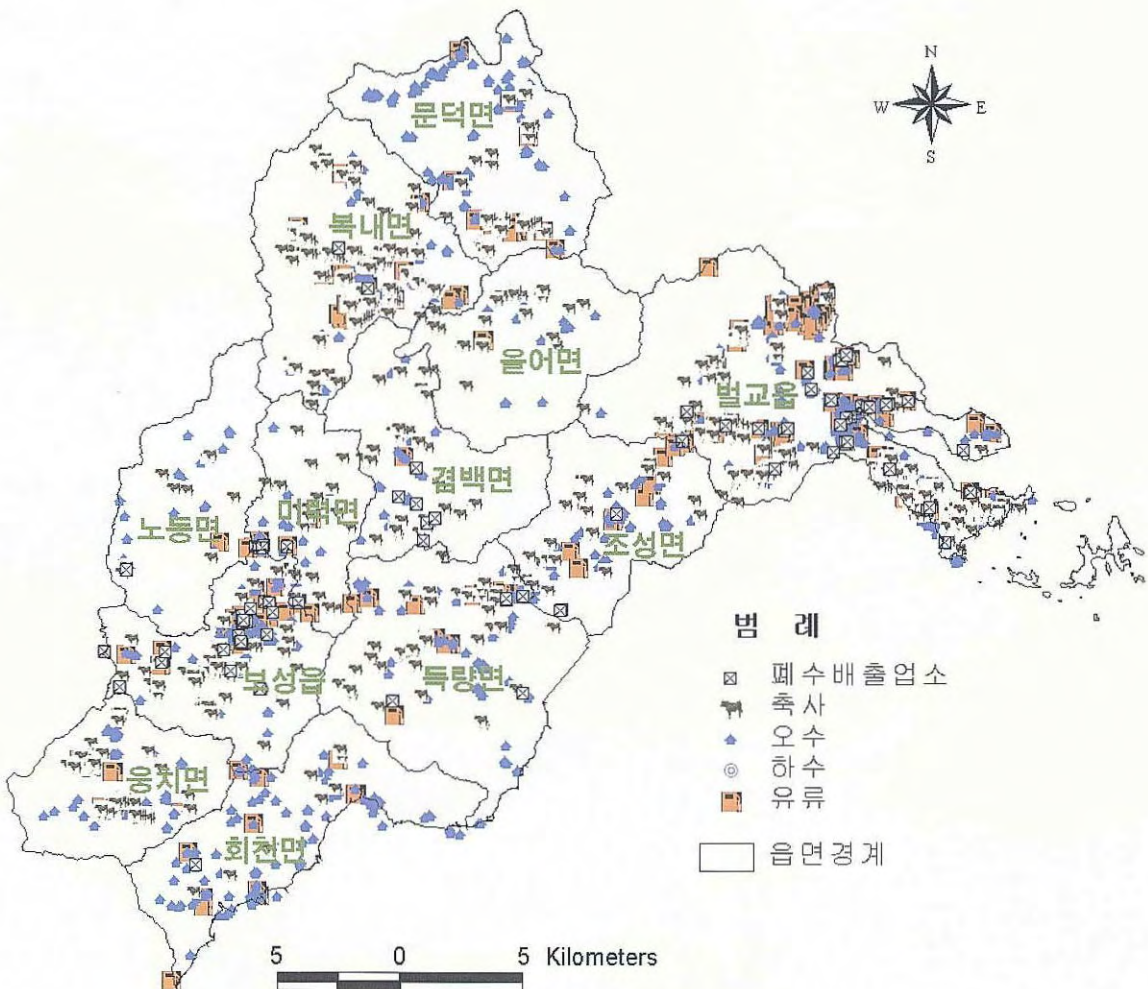 N
W E
S
문덕면
복내면
율어면
벌교읍
겸백면
미력면
노동면
조성면
보성읍
득량면
웅치면
회천면
범 례
폐수배출업소
축사
오수
하수
유류
읍면경계
5 0 5 Kilometers